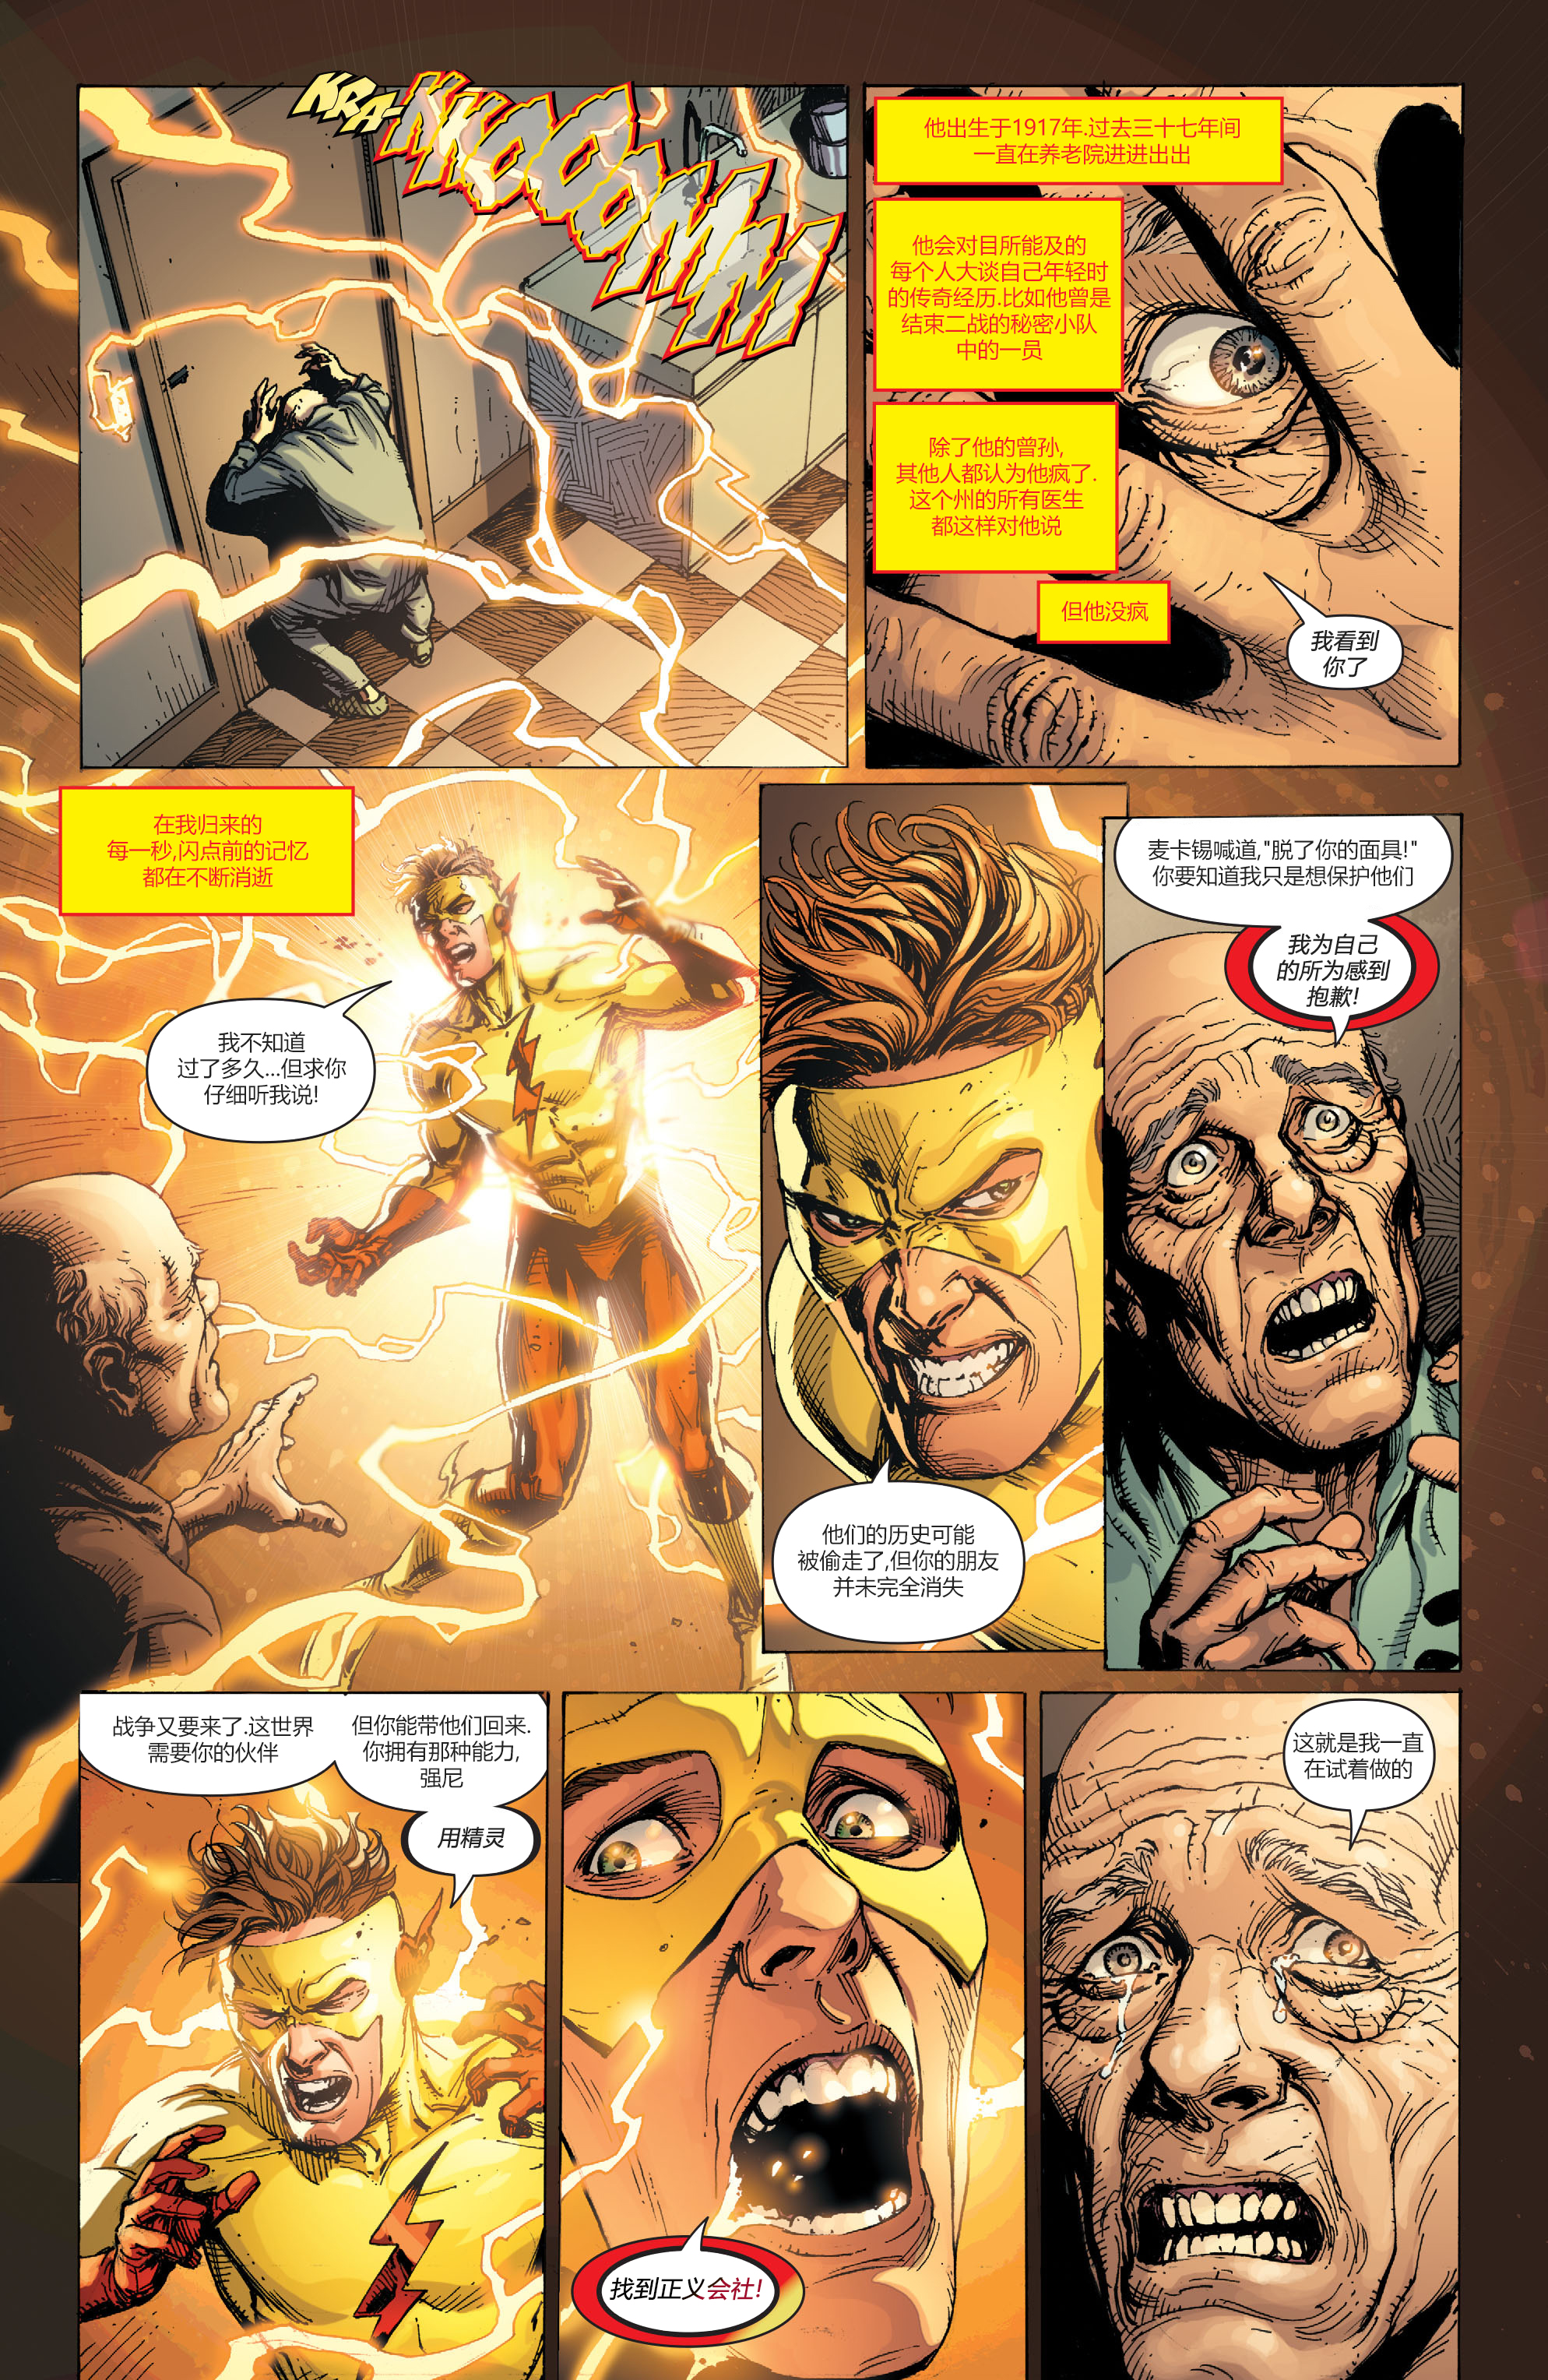 KRA-
KKOOOMMM
他出生于1917年.过去三十七年间
一直在养老院进进出出
他会对目所能及的
每个人大谈自己年轻时
的传奇经历.比如他曾是
结束二战的秘密小队
中的一员
除了他的曾孙,
其他人都认为他疯了.
这个州的所有医生
都这样对他说
但他没疯
我看到
你了
在我归来的
每一秒,闪点前的记忆
都在不断消逝
我不知道
过了多久...但求你
仔细听我说!
他们的历史可能
被偷走了,但你的朋友
并未完全消失
麦卡锡喊道,"脱了你的面具!"
你要知道我只是想保护他们
我为自己
的所为感到
抱歉!
战争又要来了.这世界
需要你的伙伴
但你能带他们回来.
你拥有那种能力,
强尼
用精灵
找到正义会社!
这就是我一直
在试着做的